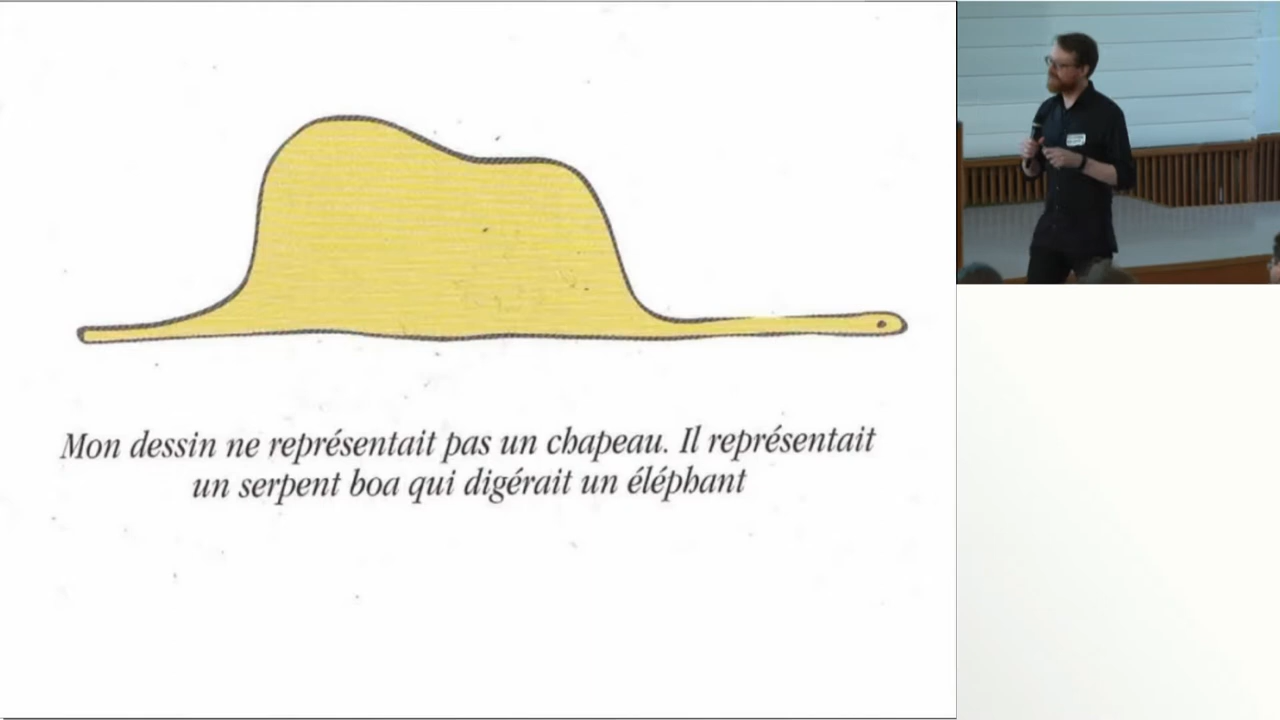 Mon dessin ne représentait pas un chapeau. Il représentait
un serpent boa qui digérait un éléphant